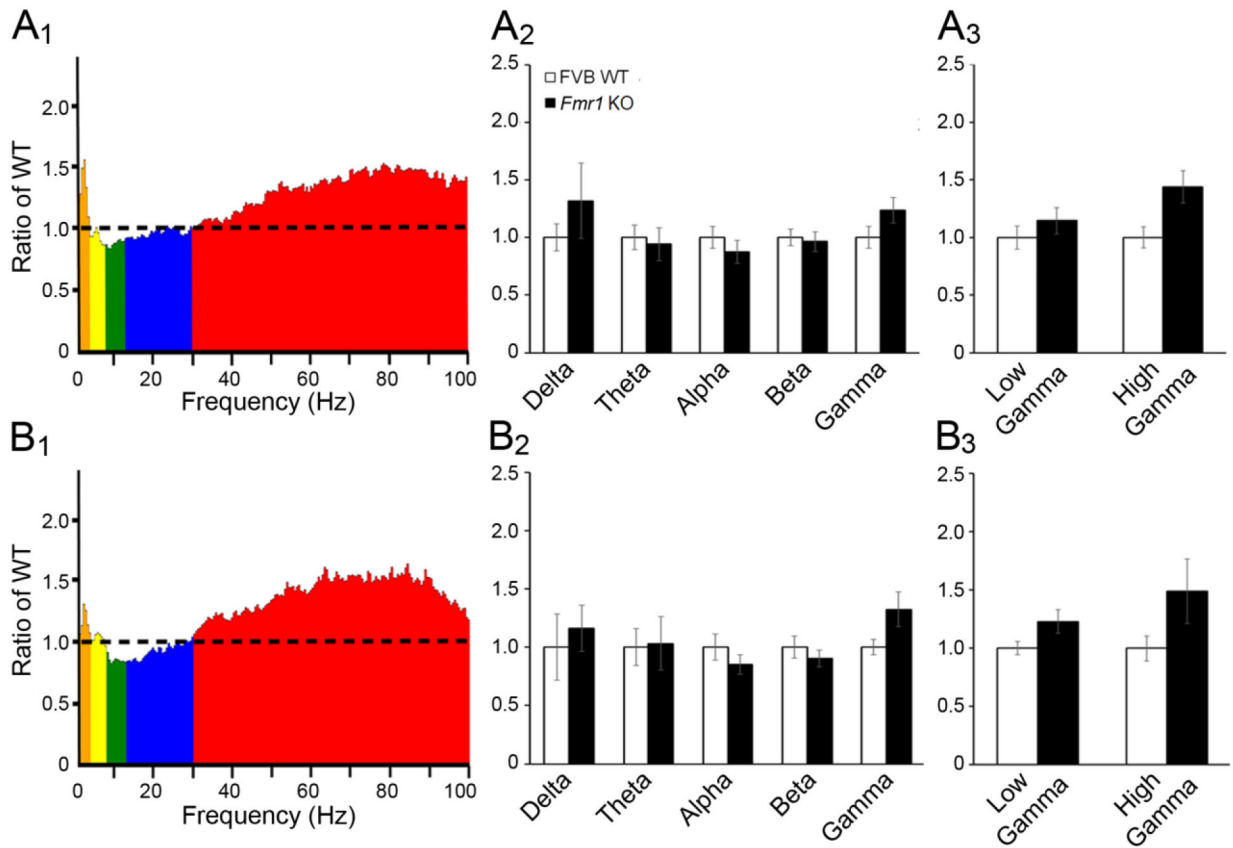 A1
Ratio of WT
2.0
1.5
1.0
0.5
0
0 20 40 60 80 100
Frequency (Hz)
A2
2.5
2.0
1.5
1.0
0.5
0
FVB WT
Fmr1 KO
Delta
Theta
Alpha
Beta
Gamma
A3
2.5
2.0
1.5
1.0
0.5
0
Low
Gamma
High
Gamma
B1
Ratio of WT
2.0
1.5
1.0
0.5
0
0 20 40 60 80 100
Frequency (Hz)
B2
2.5
2.0
1.5
1.0
0.5
0
Delta
Theta
Alpha
Beta
Gamma
B3
2.5
2.0
1.5
1.0
0.5
0
Low
Gamma
High
Gamma